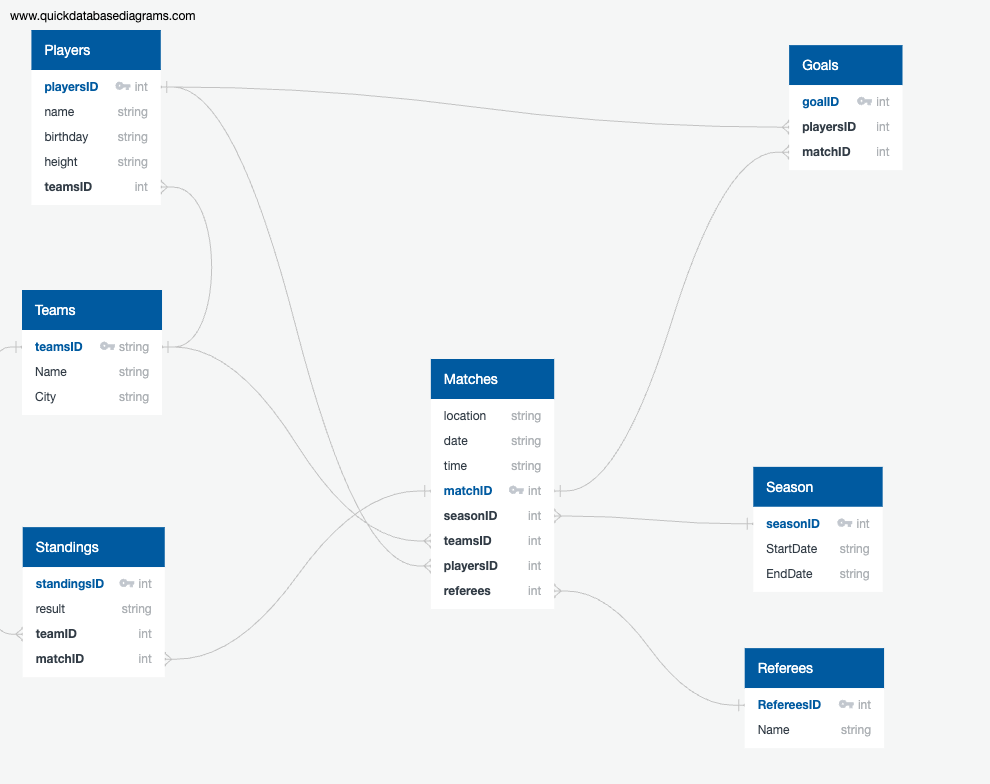 www.quickdatabasediagrams.com
Players
playersID int
name string
birthday string
height string
teamsID int
Goals
goalID int
playersID int
matchID int
Teams
teamsID string
Name string
City string
Matches
location string
date string
time string
matchID int
seasonID int
teamsID int
playersID int
referees int
Season
seasonID int
StartDate string
EndDate string
Standings
standingsID int
result string
teamID int
matchID int
Referees
RefereesID int
Name string